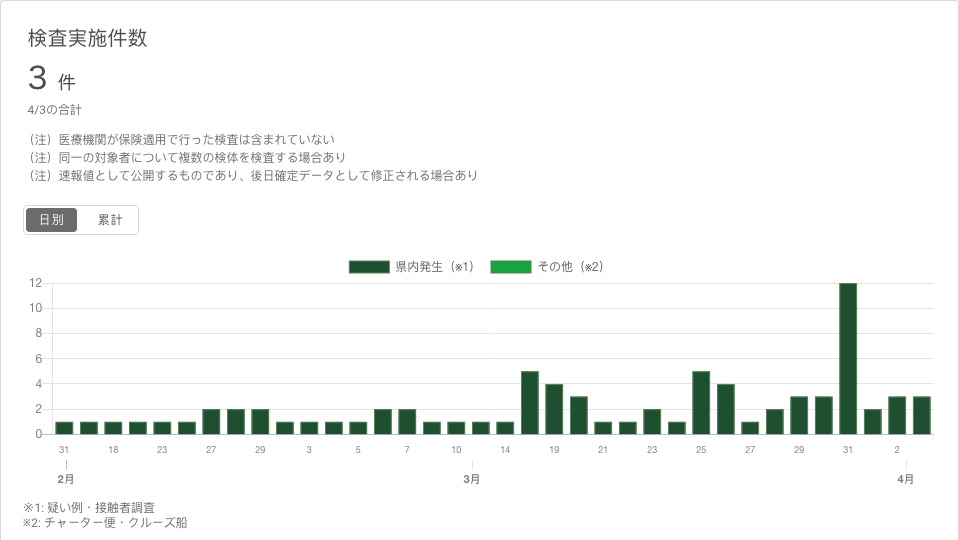 検査実施件数
3 件
4/3の合計
（注）医療機関が保険適用で行った検査は含まれていない
（注）同一の対象者について複数の検体を検査する場合あり
（注）速報値として公開するものであり、後日確定データとして修正される場合あり
日別 累計
県内発生（※1） その他（※2）
12
10
8
6
4
2
0
31 18 23 27 29 3 5 7 10 14 19 21 23 25 27 29 31 2
2月 3月 4月
※1: 疑い例・接触者調査
※2: チャーター便・クルーズ船